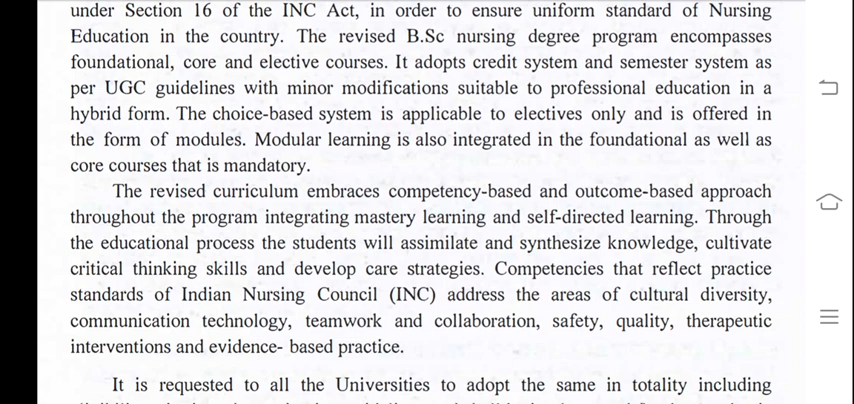 under Section 16 of the INC Act, in order to ensure uniform standard of Nursing
Education in the country. The revised B.Sc nursing degree program encompasses
foundational, core and elective courses. It adopts credit system and semester system as
per UGC guidelines with minor modifications suitable to professional education in a
hybrid form. The choice-based system is applicable to electives only and is offered in
the form of modules. Modular learning is also integrated in the foundational as well as
core courses that is mandatory.
The revised curriculum embraces competency-based and outcome-based approach
throughout the program integrating mastery learning and self-directed learning. Through
the educational process the students will assimilate and synthesize knowledge, cultivate
critical thinking skills and develop care strategies. Competencies that reflect practice
standards of Indian Nursing Council (INC) address the areas of cultural diversity,
communication technology, teamwork and collaboration, safety, quality, therapeutic
interventions and evidence- based practice.
It is requested to all the Universities to adopt the same in totality including